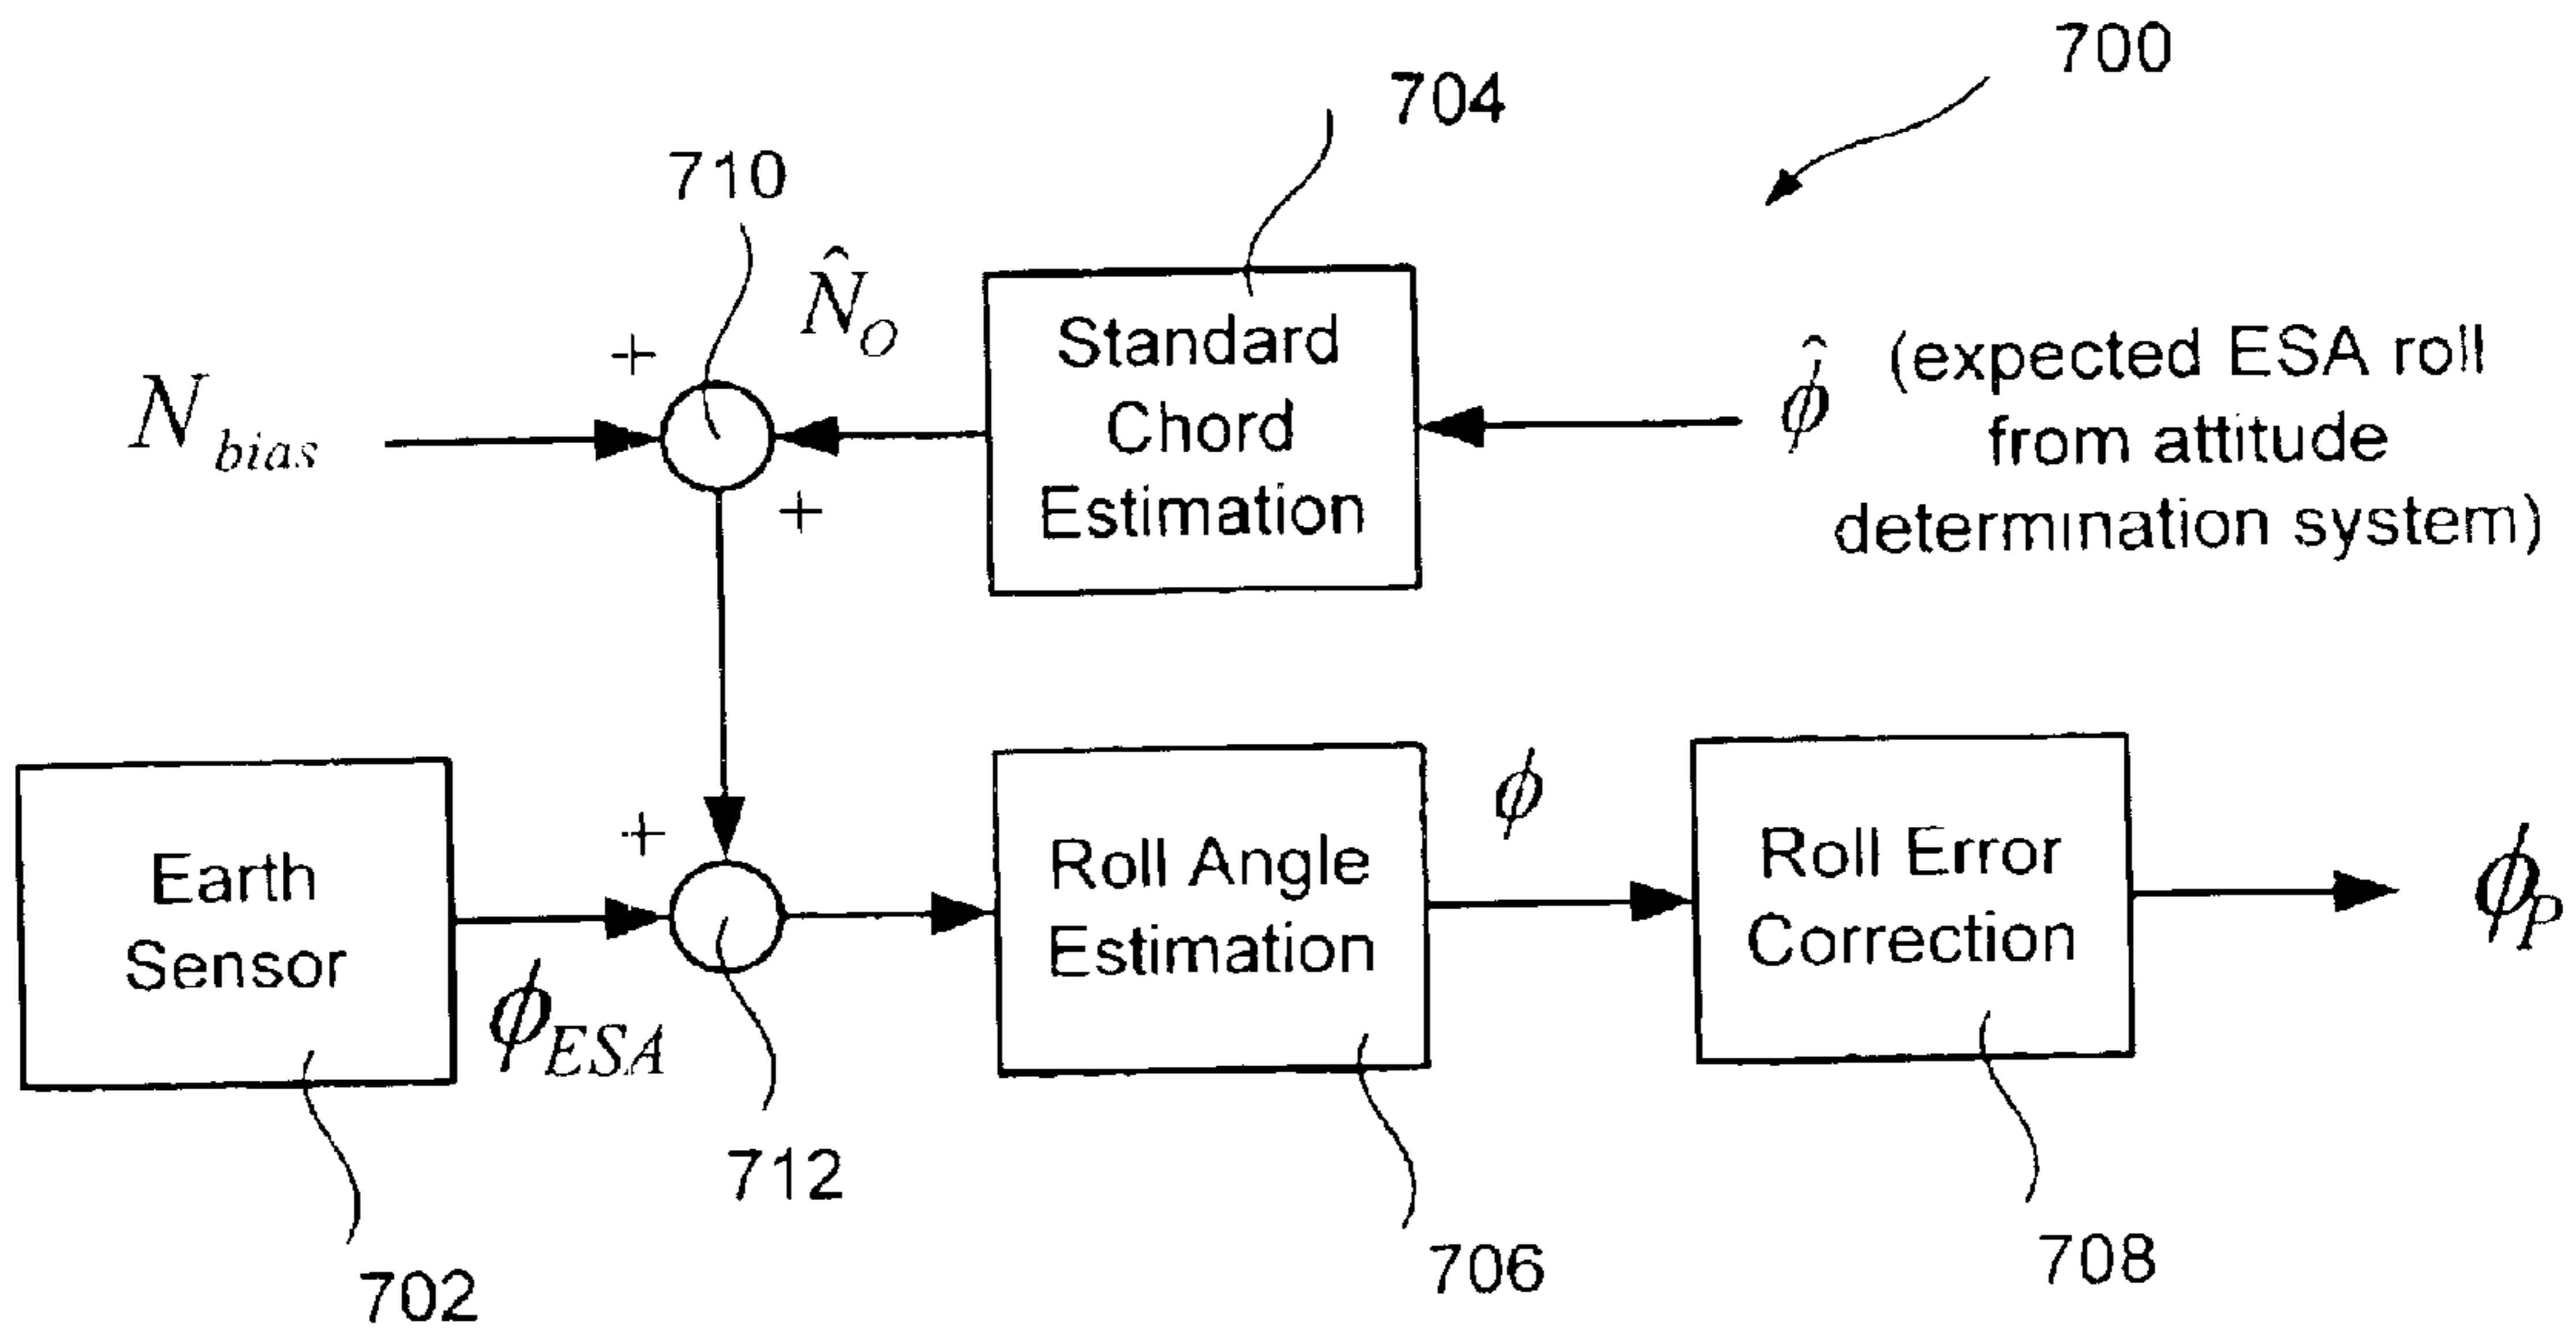 700
704
710
+
N̂_O
N_bias
+
Standard
Chord
Estimation
ϕ̂ (expected ESA roll
from attitude
determination system)
+
Earth
Sensor
ϕ_ESA
Roll Angle
Estimation
ϕ
Roll Error
Correction
ϕ_P
712
702
706
708